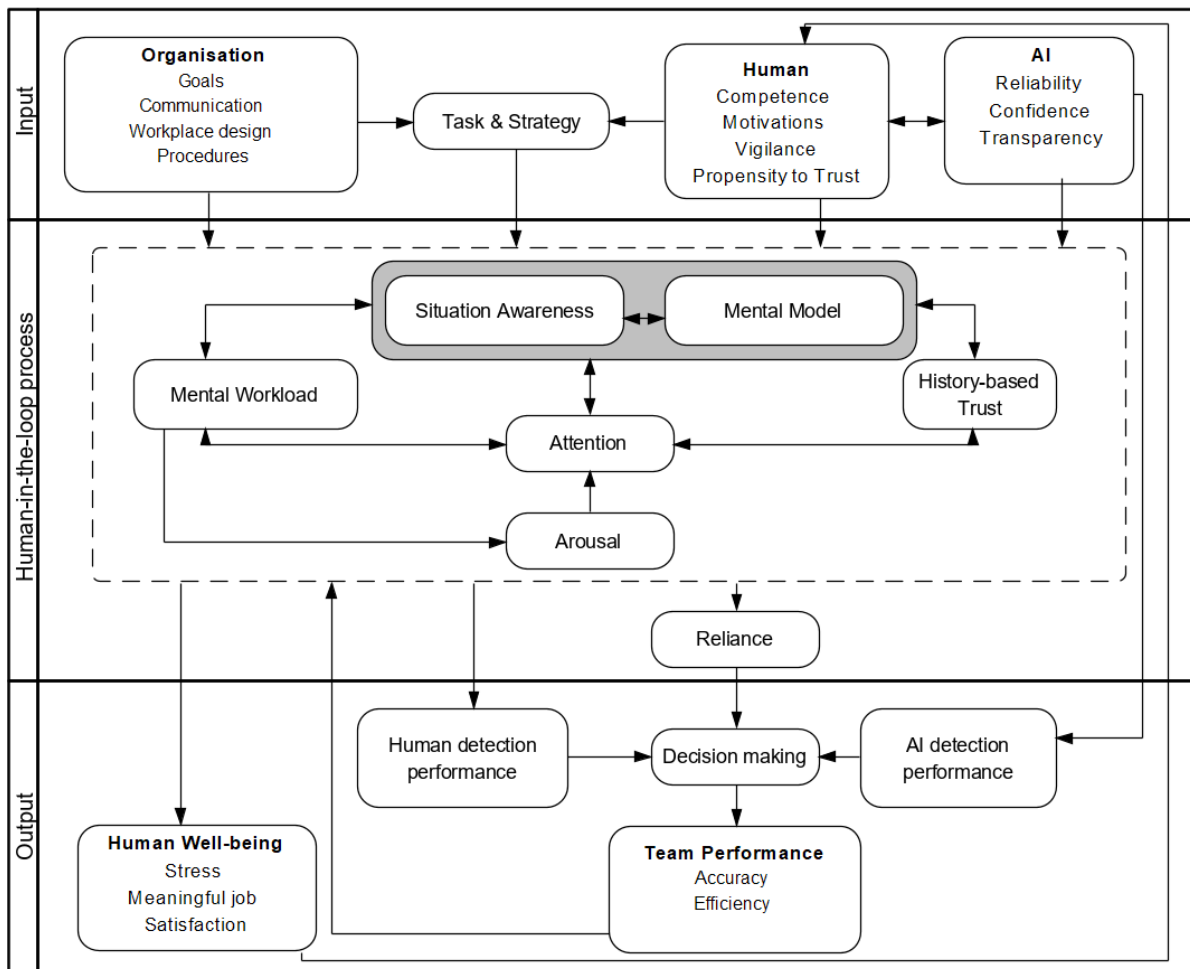 Input
Organisation
Goals
Communication
Workplace design
Procedures
Task & Strategy
Human
Competence
Motivations
Vigilance
Propensity to Trust
AI
Reliability
Confidence
Transparency
Human-in-the-loop process
Situation Awareness
Mental Model
Mental Workload
History-based
Trust
Attention
Arousal
Reliance
Output
Human detection
performance
Decision making
AI detection
performance
Human Well-being
Stress
Meaningful job
Satisfaction
Team Performance
Accuracy
Efficiency